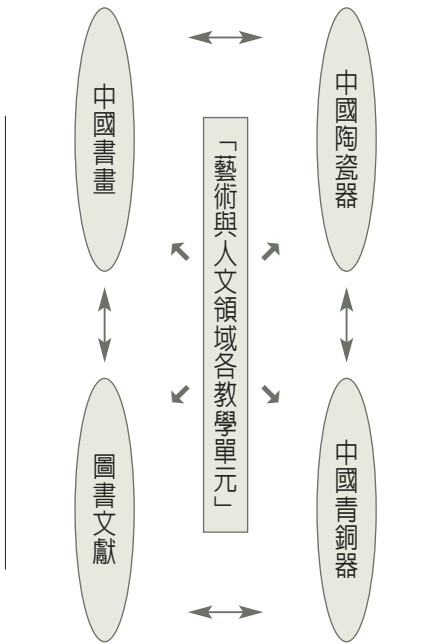 中國陶瓷器
中國青銅器
「藝術與人文領域各教學單元」
中國書畫
圖書文獻